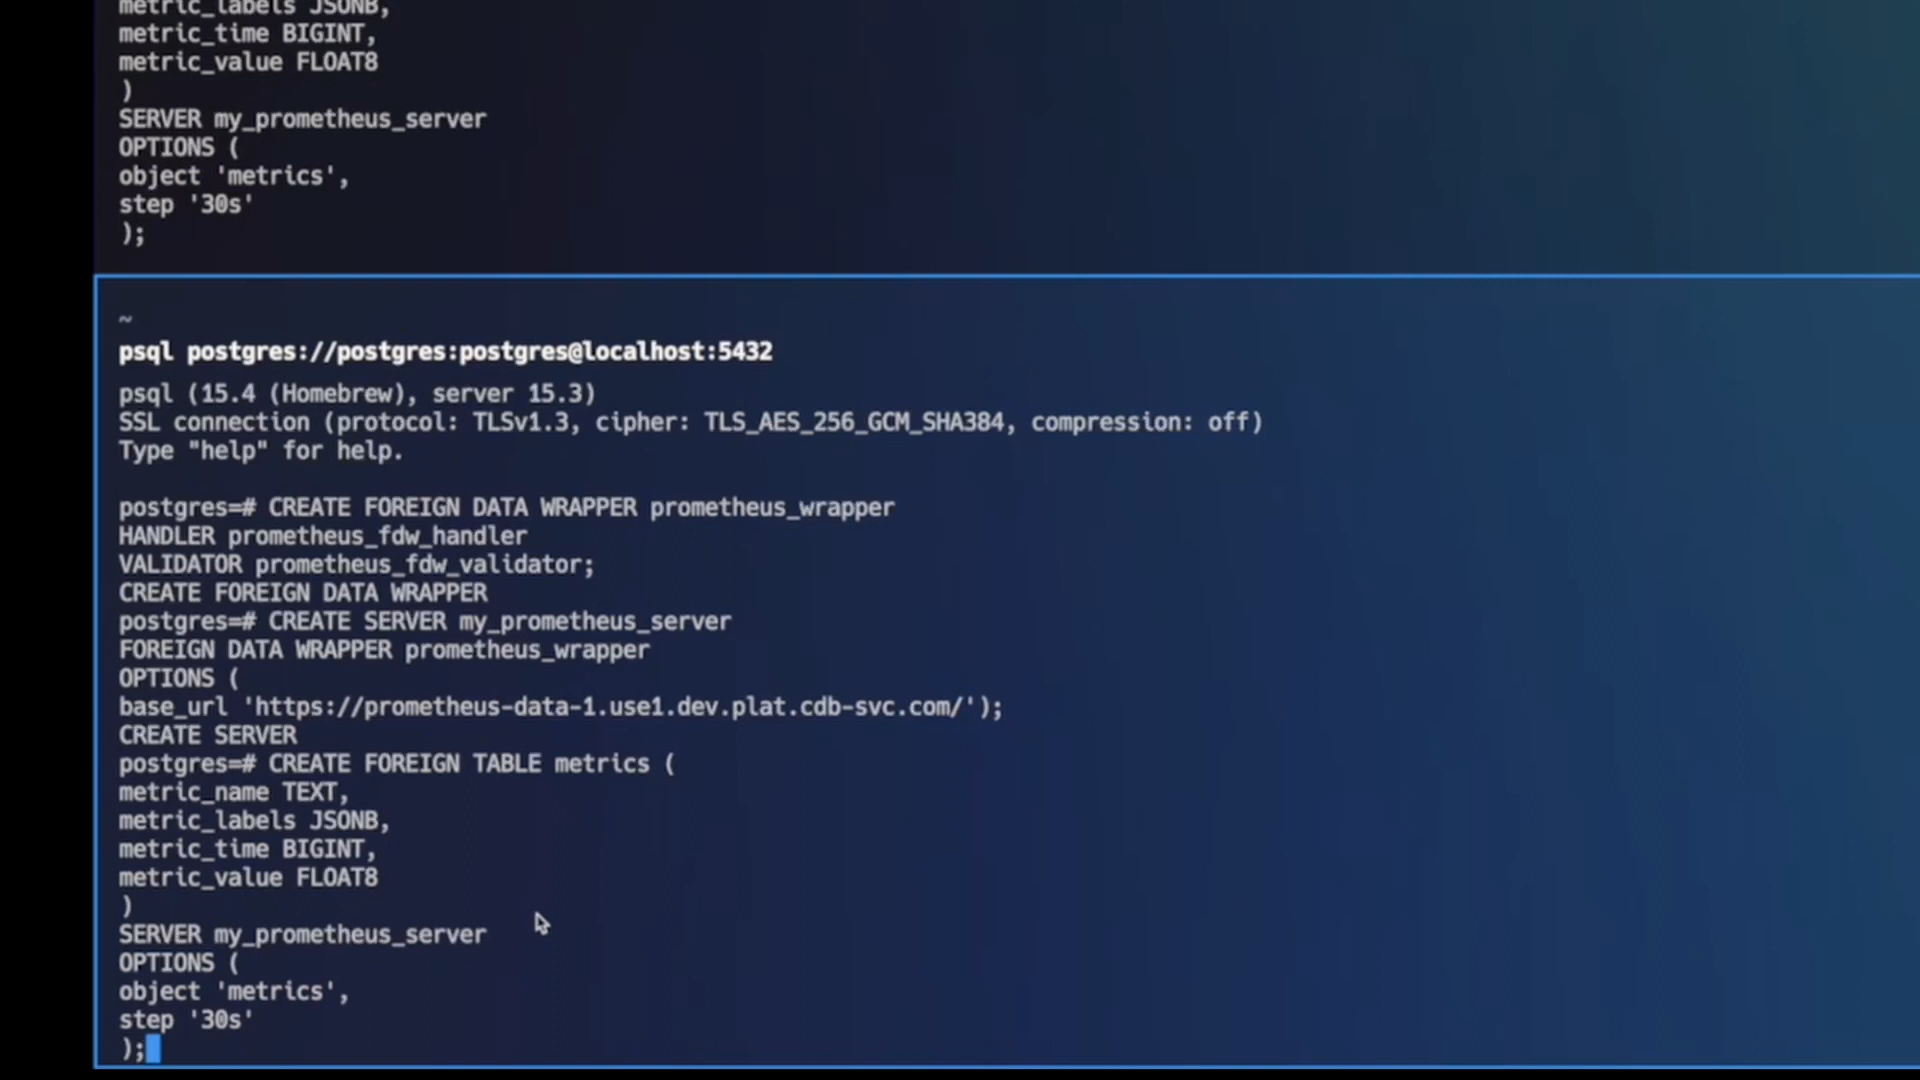 metric_labels JSONB,
metric_time BIGINT,
metric_value FLOAT8
)
SERVER my_prometheus_server
OPTIONS (
object 'metrics',
step '30s'
);
~
psql postgres://postgres:postgres@localhost:5432
psql (15.4 (Homebrew), server 15.3)
SSL connection (protocol: TLSv1.3, cipher: TLS_AES_256_GCM_SHA384, compression: off)
Type "help" for help.
postgres=# CREATE FOREIGN DATA WRAPPER prometheus_wrapper
HANDLER prometheus_fdw_handler
VALIDATOR prometheus_fdw_validator;
CREATE FOREIGN DATA WRAPPER
postgres=# CREATE SERVER my_prometheus_server
FOREIGN DATA WRAPPER prometheus_wrapper
OPTIONS (
base_url 'https://prometheus-data-1.use1.dev.plat.cdb-svc.com/');
CREATE SERVER
postgres=# CREATE FOREIGN TABLE metrics (
metric_name TEXT,
metric_labels JSONB,
metric_time BIGINT,
metric_value FLOAT8
)
SERVER my_prometheus_server
OPTIONS (
object 'metrics',
step '30s'
);